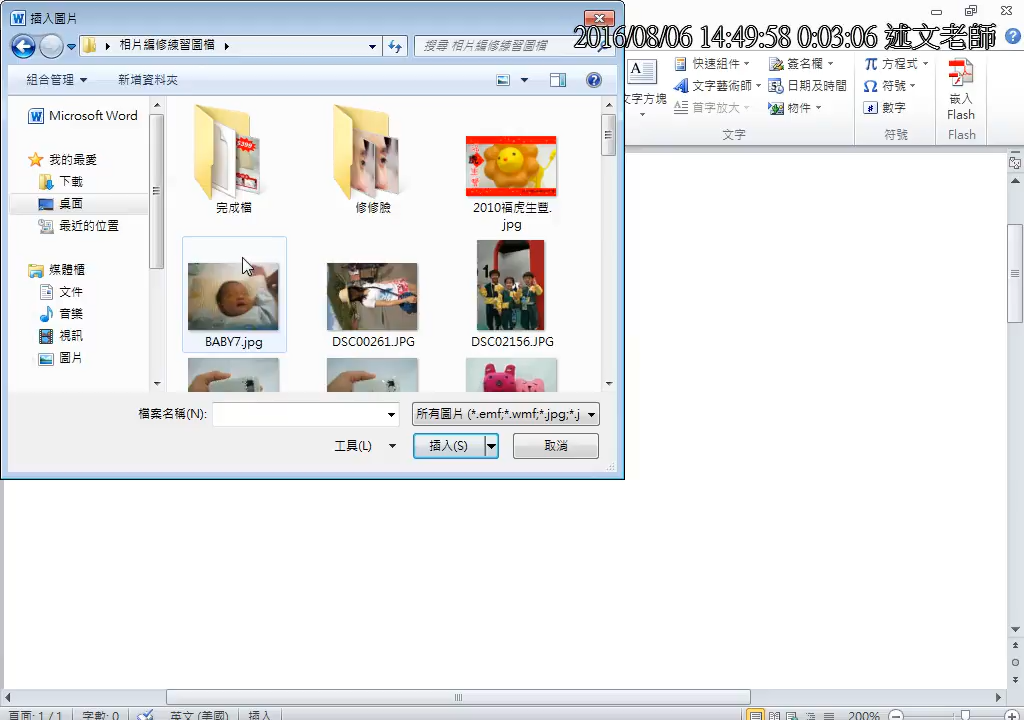 插入圖片
2016/08/06 14:49:58 0:03:06 述文老師
相片編修練習圖檔
搜尋 相片編修練習圖檔
組合管理
新增資料夾
Microsoft Word
我的最愛
下載
桌面
最近的位置
媒體櫃
文件
音樂
視訊
圖片
完成檔
修修臉
2010福虎生豐.
jpg
BABY7.jpg
DSC00261.JPG
DSC02156.JPG
檔案名稱(N):
所有圖片 (*.emf;*.wmf;*.jpg;*.j
工具(L)
插入(S)
取消
文字方塊
快速組件
文字藝術師
首字放大
簽名欄
日期及時間
物件
文字
π 方程式
Ω 符號
# 數字
符號
嵌入
Flash
Flash
頁面: 1 / 1
字數: 0
英文 (美國)
插入
200%